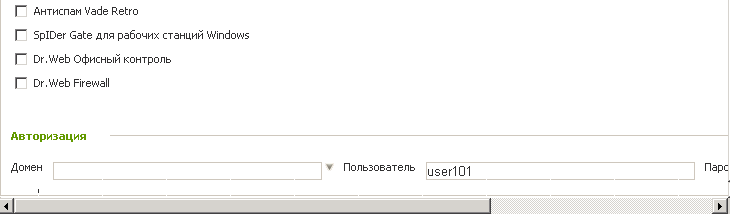 Антиспам Vade Retro
SpIDer Gate для рабочих станций Windows
Dr.Web Офисный контроль
Dr.Web Firewall
Авторизация
Домен Пользователь user101